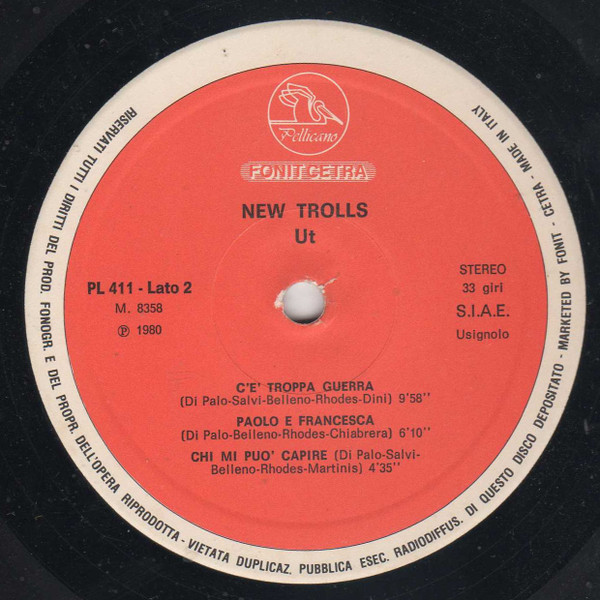 Pellicano
FONIT CETRA
NEW TROLLS
Ut
PL 411 - Lato 2
M. 8358
Ⓟ 1980
STEREO
33 giri
S.I.A.E.
Usignolo
C'E' TROPPA GUERRA
(Di Palo-Salvi-Belleno-Rhodes-Dini) 9'58''
PAOLO E FRANCESCA
(Di Palo-Belleno-Rhodes-Chiabrera) 6'10''
CHI MI PUO' CAPIRE (Di Palo-Salvi-
Belleno-Rhodes-Martinis) 4'35''
RISERVATI TUTTI I DIRITTI DEL PROD. FONOGR. E DEL PROPR. DELL'OPERA RIPRODOTTA - VIETATA DUPLICAZ. PUBBLICA ESEC. RADIODIFFUS. DI QUESTO DISCO DEPOSITATO - MARKETED BY FONIT - CETRA - MADE IN ITALY